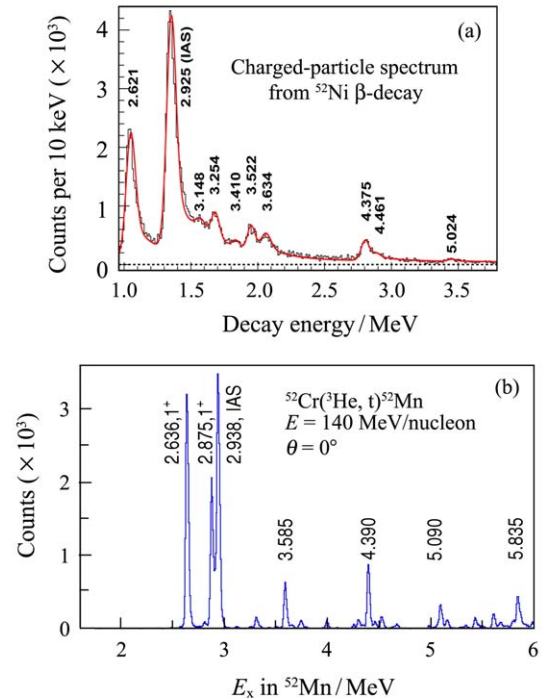 (a)
Charged-particle spectrum
from ⁵²Ni β-decay
2.621
2.925 (IAS)
3.148
3.254
3.410
3.522
3.634
4.375
4.461
5.024
Counts per 10 keV (× 10³)
4
3
2
1
0
1.0 1.5 2.0 2.5 3.0 3.5
Decay energy / MeV
(b)
⁵²Cr(³He, t)⁵²Mn
E = 140 MeV/nucleon
θ = 0°
2.636,1⁺
2.875,1⁺
2.938, IAS
3.585
4.390
5.090
5.835
Counts (× 10³)
3
2
1
0
2 3 4 5 6
Eₓ in ⁵²Mn / MeV